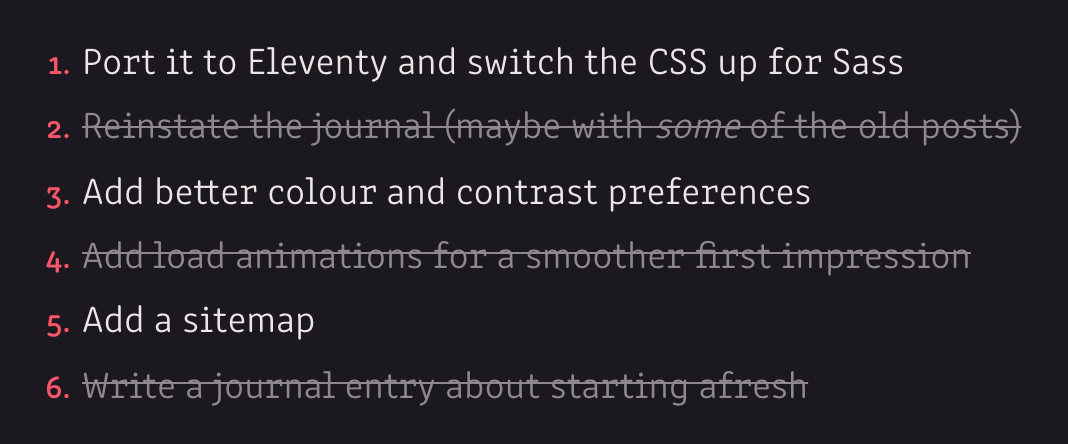 1. Port it to Eleventy and switch the CSS up for Sass
2. Reinstate the journal (maybe with some of the old posts)
3. Add better colour and contrast preferences
4. Add load animations for a smoother first impression
5. Add a sitemap
6. Write a journal entry about starting afresh